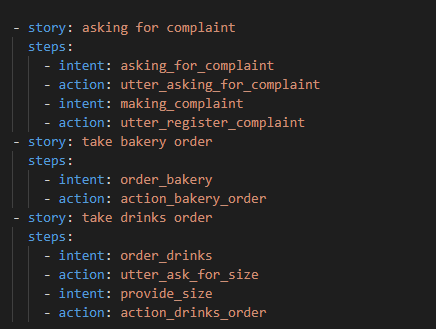 - story: asking for complaint
  steps:
    - intent: asking_for_complaint
    - action: utter_asking_for_complaint
    - intent: making_complaint
    - action: utter_register_complaint
- story: take bakery order
  steps:
    - intent: order_bakery
    - action: action_bakery_order
- story: take drinks order
  steps:
    - intent: order_drinks
    - action: utter_ask_for_size
    - intent: provide_size
    - action: action_drinks_order